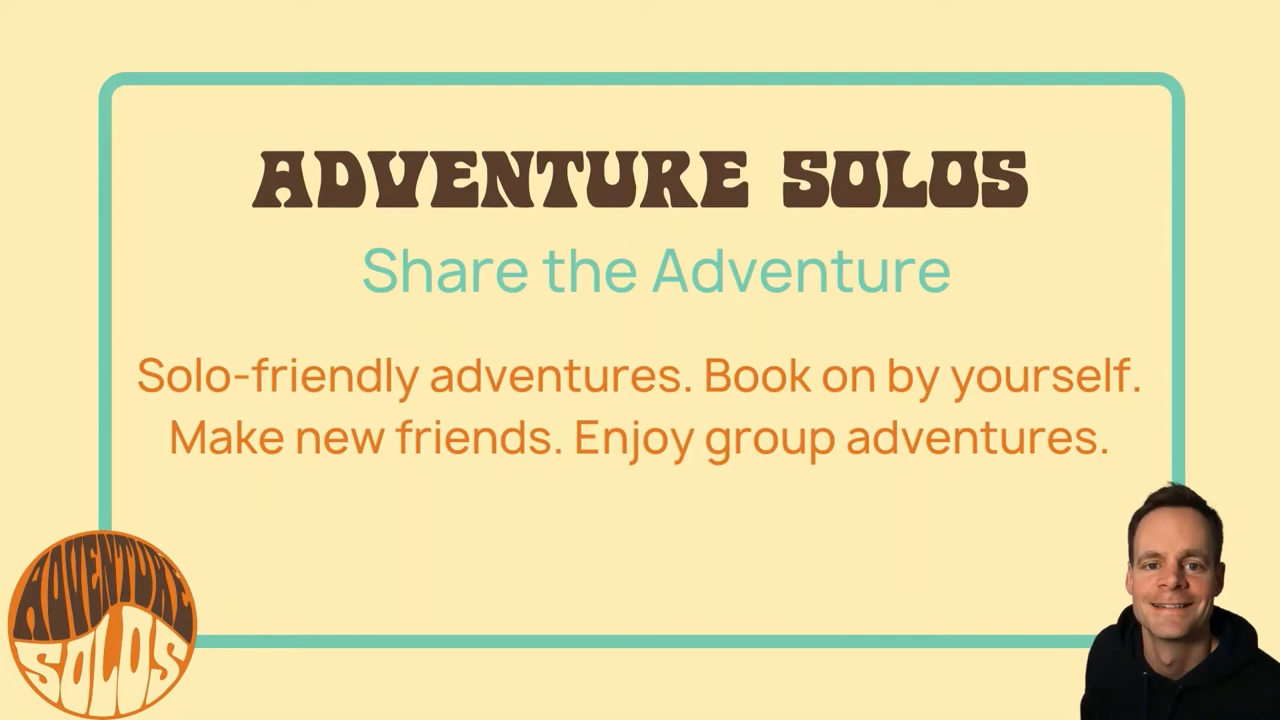 ADVENTURE SOLOS
Share the Adventure
Solo-friendly adventures. Book on by yourself.
Make new friends. Enjoy group adventures.
ADVENTURE
SOLOS